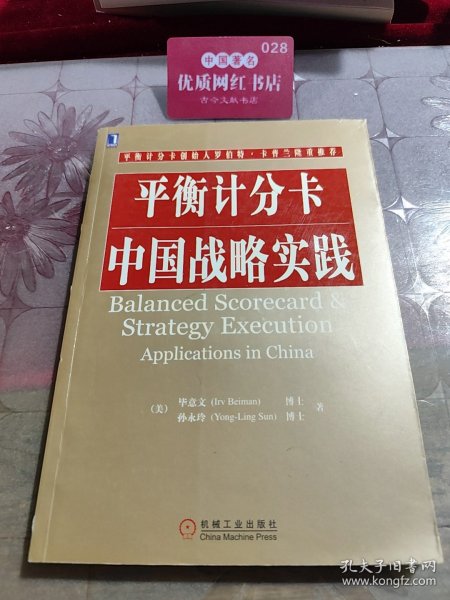 028
中国著名
优质网红书店
古今文献书店
平衡计分卡创始人罗伯特·卡普兰隆重推荐
平衡计分卡
中国战略实践
Balanced Scorecard &
Strategy Execution
Applications in China
（美） 毕意文 (Irv Beiman) 博士
孙永玲 (Yong-Ling Sun) 博士 著
机械工业出版社
China Machine Press
孔夫子旧书网
www.kongfz.com